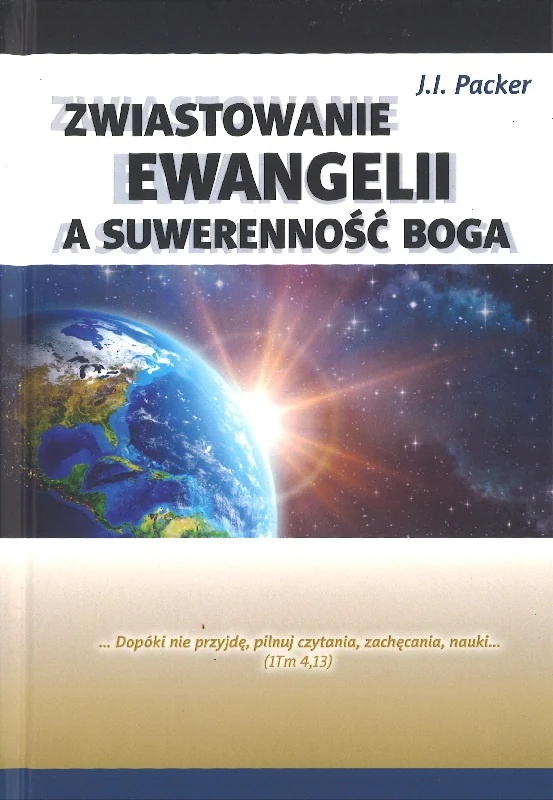 J.I. Packer
ZWIASTOWANIE
EWANGELII
A SUWERENNOŚĆ BOGA
... Dopóki nie przyjdę, pilnuj czytania, zachęcania, nauki...
(1Tm 4,13)